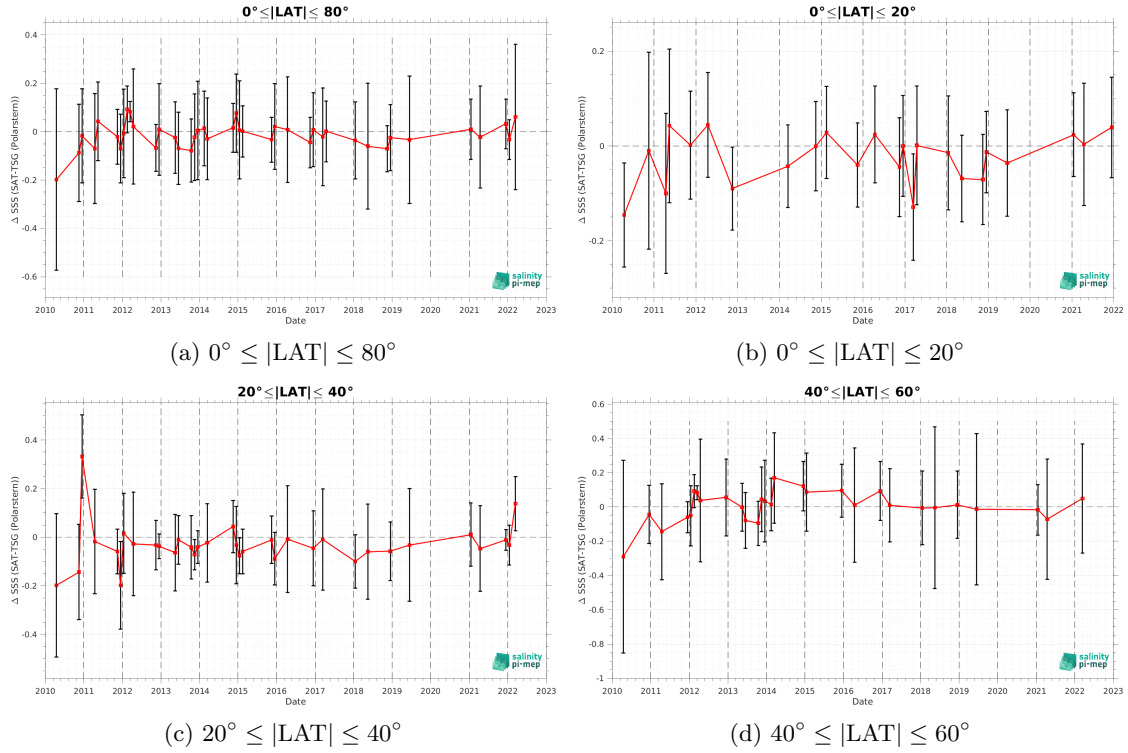 0°≤|LAT|≤ 80°
Δ SSS (SAT-TSG (Polarstern))
0.4
0.2
0
-0.2
-0.4
-0.6
2010 2011 2012 2013 2014 2015 2016 2017 2018 2019 2020 2021 2022 2023
Date
salinity
pi-mep
(a) 0° ≤ |LAT| ≤ 80°
0°≤|LAT|≤ 20°
Δ SSS (SAT-TSG (Polarstern))
0.2
0
-0.2
2010 2011 2012 2013 2014 2015 2016 2017 2018 2019 2020 2021 2022
Date
salinity
pi-mep
(b) 0° ≤ |LAT| ≤ 20°
20°≤|LAT|≤ 40°
Δ SSS (SAT-TSG (Polarstern))
0.4
0.2
0
-0.2
-0.4
2010 2011 2012 2013 2014 2015 2016 2017 2018 2019 2020 2021 2022 2023
Date
salinity
pi-mep
(c) 20° ≤ |LAT| ≤ 40°
40°≤|LAT|≤ 60°
Δ SSS (SAT-TSG (Polarstern))
0.6
0.4
0.2
0
-0.2
-0.4
-0.6
-0.8
-1
2010 2011 2012 2013 2014 2015 2016 2017 2018 2019 2020 2021 2022 2023
Date
salinity
pi-mep
(d) 40° ≤ |LAT| ≤ 60°